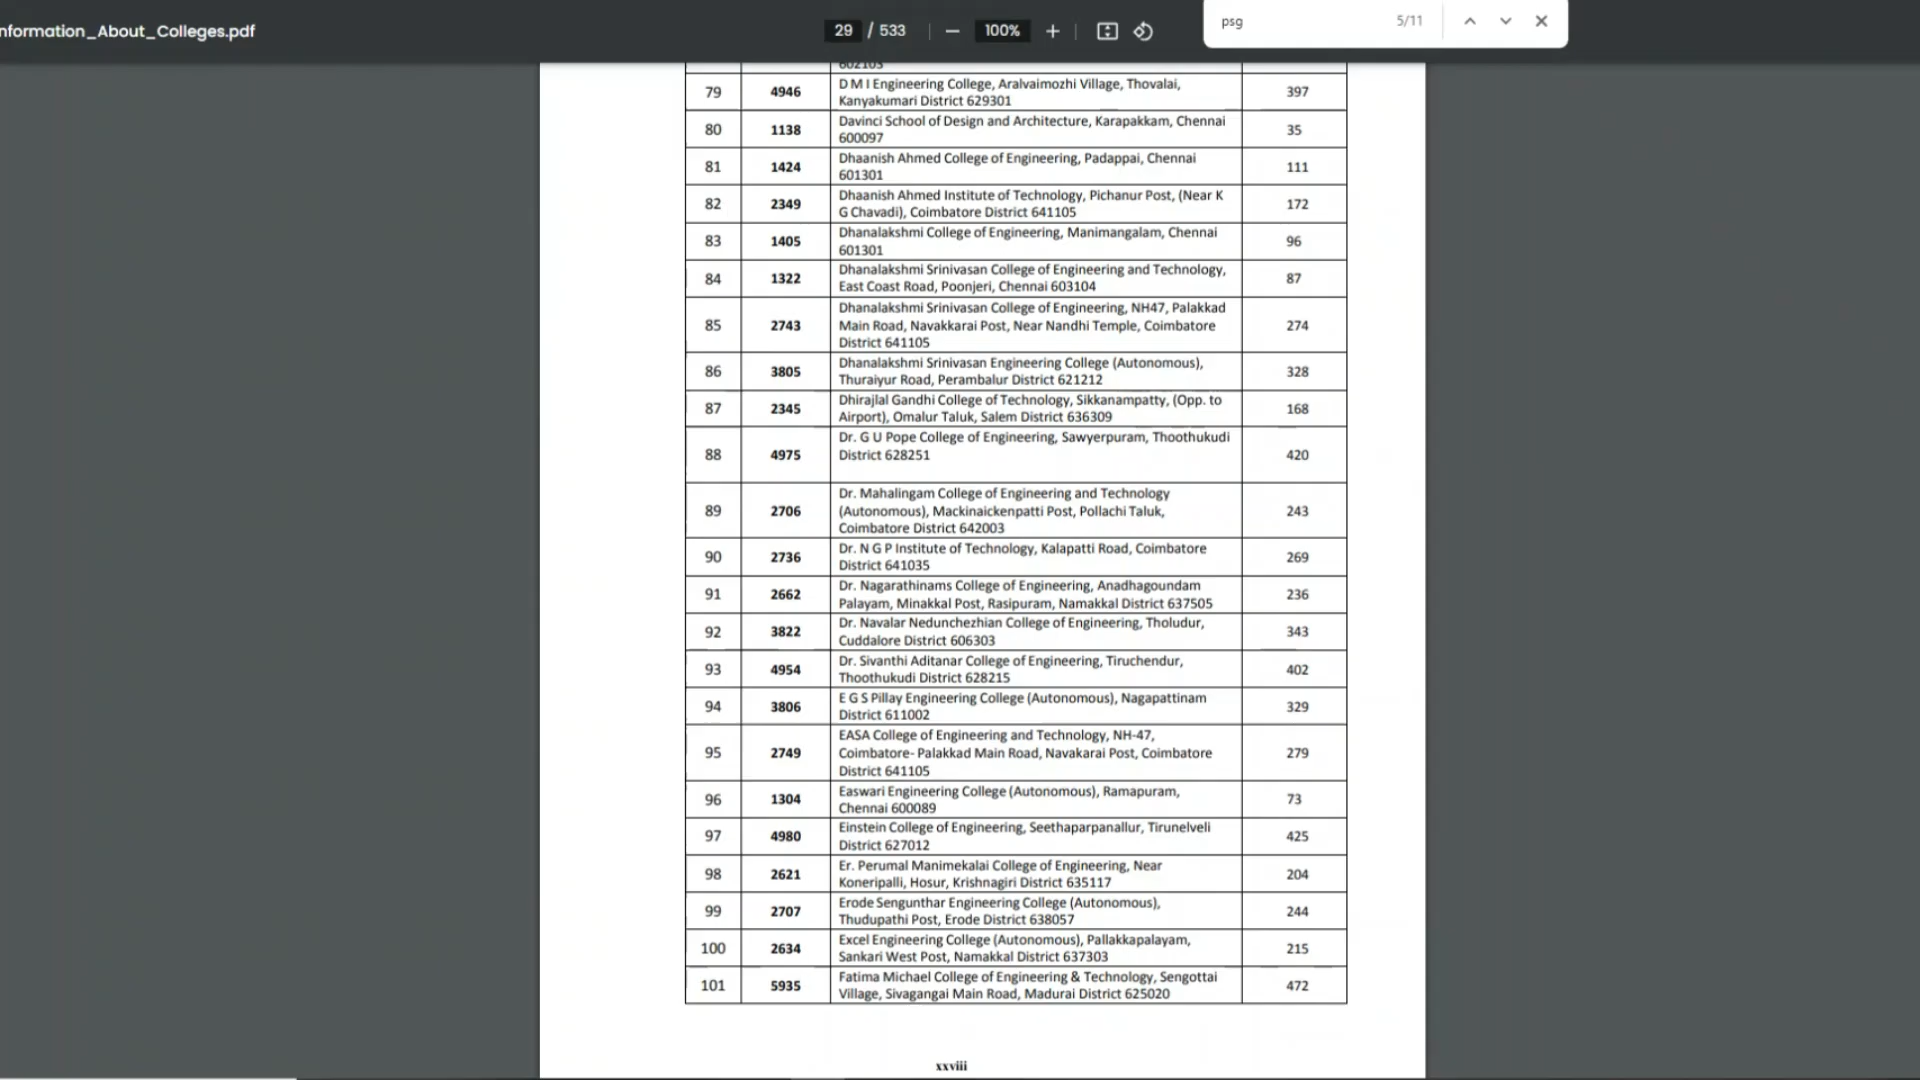 nformation_About_Colleges.pdf
29 / 533
100%
psg
5/11
602103
79 4946 D M I Engineering College, Aralvaimozhi Village, Thovalai, 397
Kanyakumari District 629301
80 1138 Davinci School of Design and Architecture, Karapakkam, Chennai 35
600097
81 1424 Dhaanish Ahmed College of Engineering, Padappai, Chennai 111
601301
82 2349 Dhaanish Ahmed Institute of Technology, Pichanur Post, (Near K 172
G Chavadi), Coimbatore District 641105
83 1405 Dhanalakshmi College of Engineering, Manimangalam, Chennai 96
601301
84 1322 Dhanalakshmi Srinivasan College of Engineering and Technology, 87
East Coast Road, Poonjeri, Chennai 603104
Dhanalakshmi Srinivasan College of Engineering, NH47, Palakkad
85 2743 Main Road, Navakkarai Post, Near Nandhi Temple, Coimbatore 274
District 641105
86 3805 Dhanalakshmi Srinivasan Engineering College (Autonomous), 328
Thuraiyur Road, Perambalur District 621212
87 2345 Dhirajlal Gandhi College of Technology, Sikkanampatty, (Opp. to 168
Airport), Omalur Taluk, Salem District 636309
88 4975 Dr. G U Pope College of Engineering, Sawyerpuram, Thoothukudi 420
District 628251
Dr. Mahalingam College of Engineering and Technology
89 2706 (Autonomous), Mackinaickenpatti Post, Pollachi Taluk, 243
Coimbatore District 642003
90 2736 Dr. N G P Institute of Technology, Kalapatti Road, Coimbatore 269
District 641035
91 2662 Dr. Nagarathinams College of Engineering, Anadhagoundam 236
Palayam, Minakkal Post, Rasipuram, Namakkal District 637505
92 3822 Dr. Navalar Nedunchezhian College of Engineering, Tholudur, 343
Cuddalore District 606303
93 4954 Dr. Sivanthi Aditanar College of Engineering, Tiruchendur, 402
Thoothukudi District 628215
94 3806 E G S Pillay Engineering College (Autonomous), Nagapattinam 329
District 611002
EASA College of Engineering and Technology, NH-47,
95 2749 Coimbatore- Palakkad Main Road, Navakarai Post, Coimbatore 279
District 641105
96 1304 Easwari Engineering College (Autonomous), Ramapuram, 73
Chennai 600089
97 4980 Einstein College of Engineering, Seethaparpanallur, Tirunelveli 425
District 627012
98 2621 Er. Perumal Manimekalai College of Engineering, Near 204
Koneripalli, Hosur, Krishnagiri District 635117
99 2707 Erode Sengunthar Engineering College (Autonomous), 244
Thudupathi Post, Erode District 638057
100 2634 Excel Engineering College (Autonomous), Pallakkapalayam, 215
Sankari West Post, Namakkal District 637303
101 5935 Fatima Michael College of Engineering & Technology, Sengottai 472
Village, Sivagangai Main Road, Madurai District 625020
xxviii